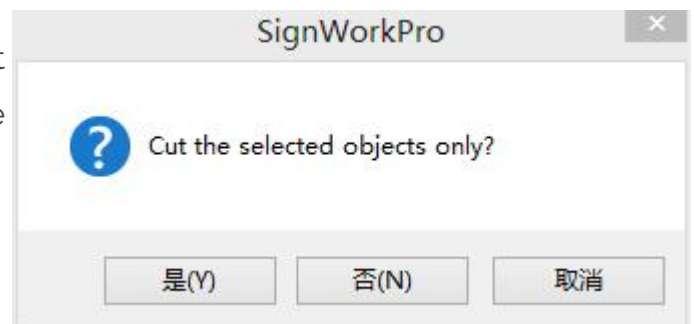 SignWorkPro
t
e
Cut the selected objects only?
是(Y) 否(N) 取消